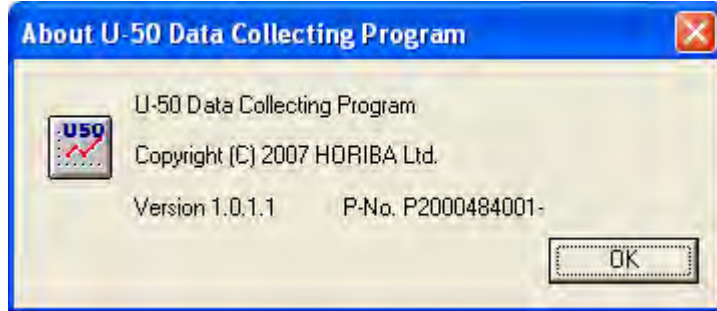 About U-50 Data Collecting Program
U-50 Data Collecting Program
U50
Copyright (C) 2007 HORIBA Ltd.
Version 1.0.1.1 P-No. P2000484001-
OK